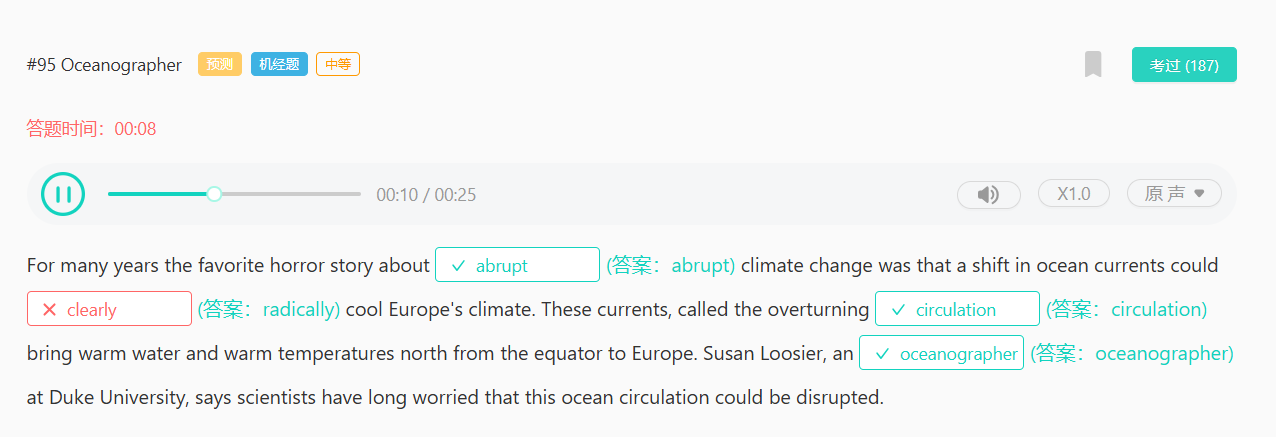 #95 Oceanographer 预测 机经题 中等 考过 (187)
答题时间：00:08
00:10 / 00:25 X1.0 原声
For many years the favorite horror story about abrupt (答案：abrupt) climate change was that a shift in ocean currents could
clearly (答案：radically) cool Europe's climate. These currents, called the overturning circulation (答案：circulation)
bring warm water and warm temperatures north from the equator to Europe. Susan Loosier, an oceanographer (答案：oceanographer)
at Duke University, says scientists have long worried that this ocean circulation could be disrupted.